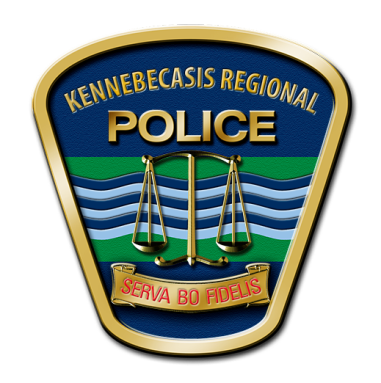 KENNEBECASIS REGIONAL
POLICE
SERVA BO FIDELIS